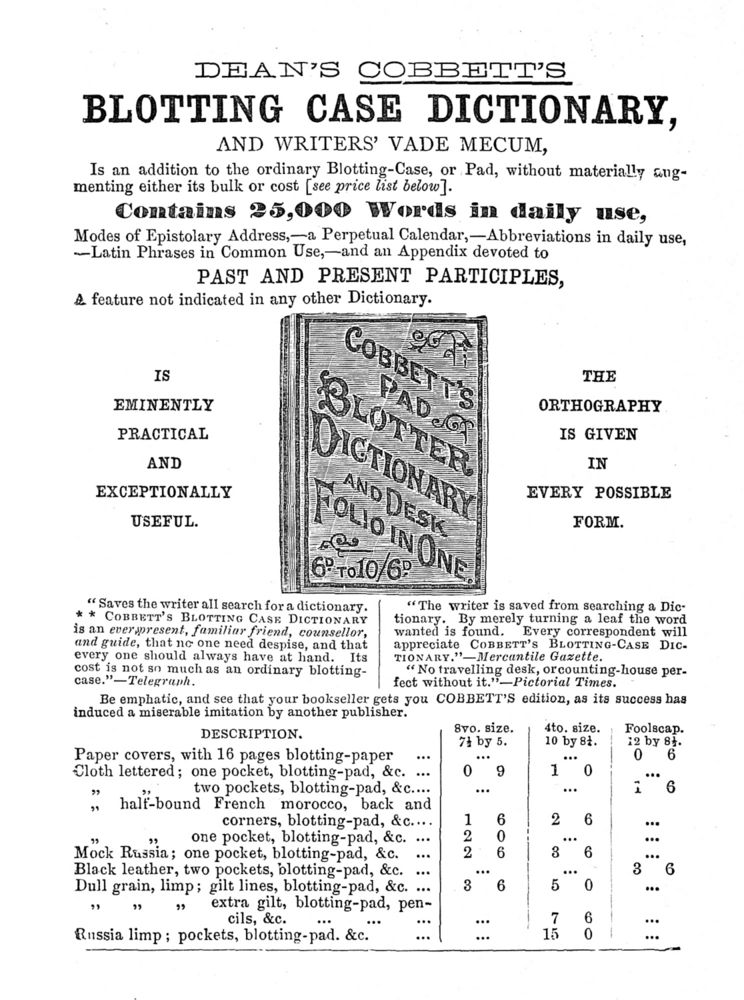 DEAN'S COBBETT'S
BLOTTING CASE DICTIONARY,
AND WRITERS' VADE MECUM,
Is an addition to the ordinary Blotting-Case, or Pad, without materially aug-
menting either its bulk or cost [see price list below].
Contains 25,000 Words in daily use,
Modes of Epistolary Address,—a Perpetual Calendar,—Abbreviations in daily use,
—Latin Phrases in Common Use,—and an Appendix devoted to
PAST AND PRESENT PARTICIPLES,
A feature not indicated in any other Dictionary.
IS
EMINENTLY
PRACTICAL
AND
EXCEPTIONALLY
USEFUL.
COBBETT'S
PAD
BLOTTER
DICTIONARY
AND DESK
FOLIO IN ONE.
6D TO 10/6D
THE
ORTHOGRAPHY
IS GIVEN
IN
EVERY POSSIBLE
FORM.
"Saves the writer all search for a dictionary.
* * COBBETT'S BLOTTING CASE DICTIONARY
is an everpresent, familiar friend, counsellor,
and guide, that no one need despise, and that
every one should always have at hand. Its
cost is not so much as an ordinary blotting-
case."—Telegraph.
"The writer is saved from searching a Dic-
tionary. By merely turning a leaf the word
wanted is found. Every correspondent will
appreciate COBBETT'S BLOTTING-CASE DIC-
TIONARY."—Mercantile Gazette.
"No travelling desk, or counting-house per-
fect without it."—Pictorial Times.
Be emphatic, and see that your bookseller gets you COBBETT'S edition, as its success has
induced a miserable imitation by another publisher.
DESCRIPTION. 8vo. size. 4to. size. Foolscap.
7½ by 5. 10 by 8¼. 12 by 8½.
Paper covers, with 16 pages blotting-paper ... ... ... 0 6
Cloth lettered; one pocket, blotting-pad, &c. ... 0 9 1 0 ...
„ „ two pockets, blotting-pad, &c.... ... ... 1 6
„ half-bound French morocco, back and
corners, blotting-pad, &c.... 1 6 2 6 ...
„ „ one pocket, blotting-pad, &c. ... 2 0 ... ...
Mock Russia; one pocket, blotting-pad, &c. ... 2 6 3 6 ...
Black leather, two pockets, blotting-pad, &c. ... ... ... 3 6
Dull grain, limp; gilt lines, blotting-pad, &c. ... 3 6 5 0 ...
„ „ „ extra gilt, blotting-pad, pen-
cils, &c. ... ... ... ... 7 6 ...
Russia limp; pockets, blotting-pad. &c. ... ... 15 0 ...